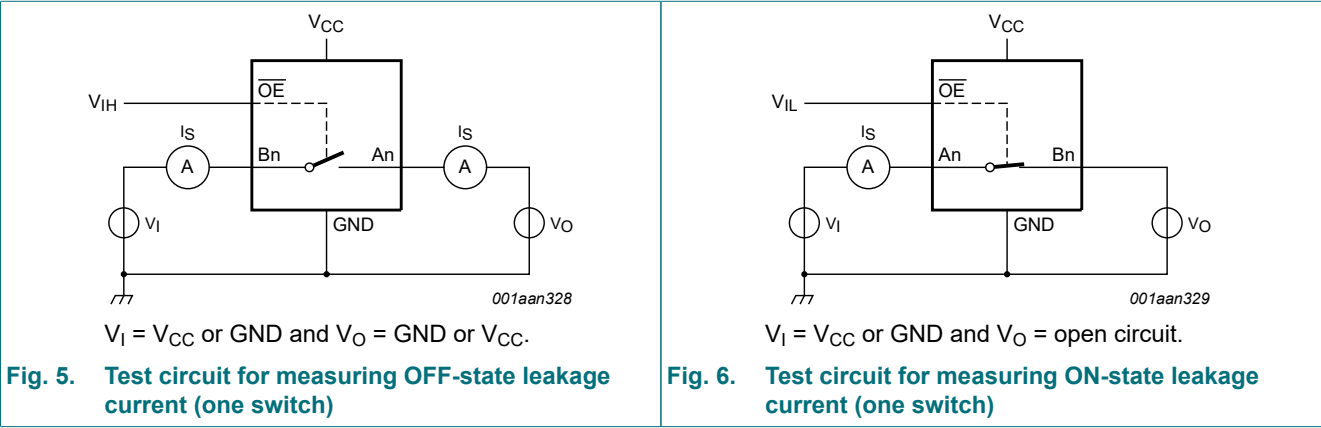 VCC
OE
VIH
IS
A
Bn
An
IS
A
VI
GND
VO
001aan328
VI = VCC or GND and VO = GND or VCC.
Fig. 5. Test circuit for measuring OFF-state leakage
current (one switch)
VCC
OE
VIL
IS
A
An
Bn
VI
GND
VO
001aan329
VI = VCC or GND and VO = open circuit.
Fig. 6. Test circuit for measuring ON-state leakage
current (one switch)